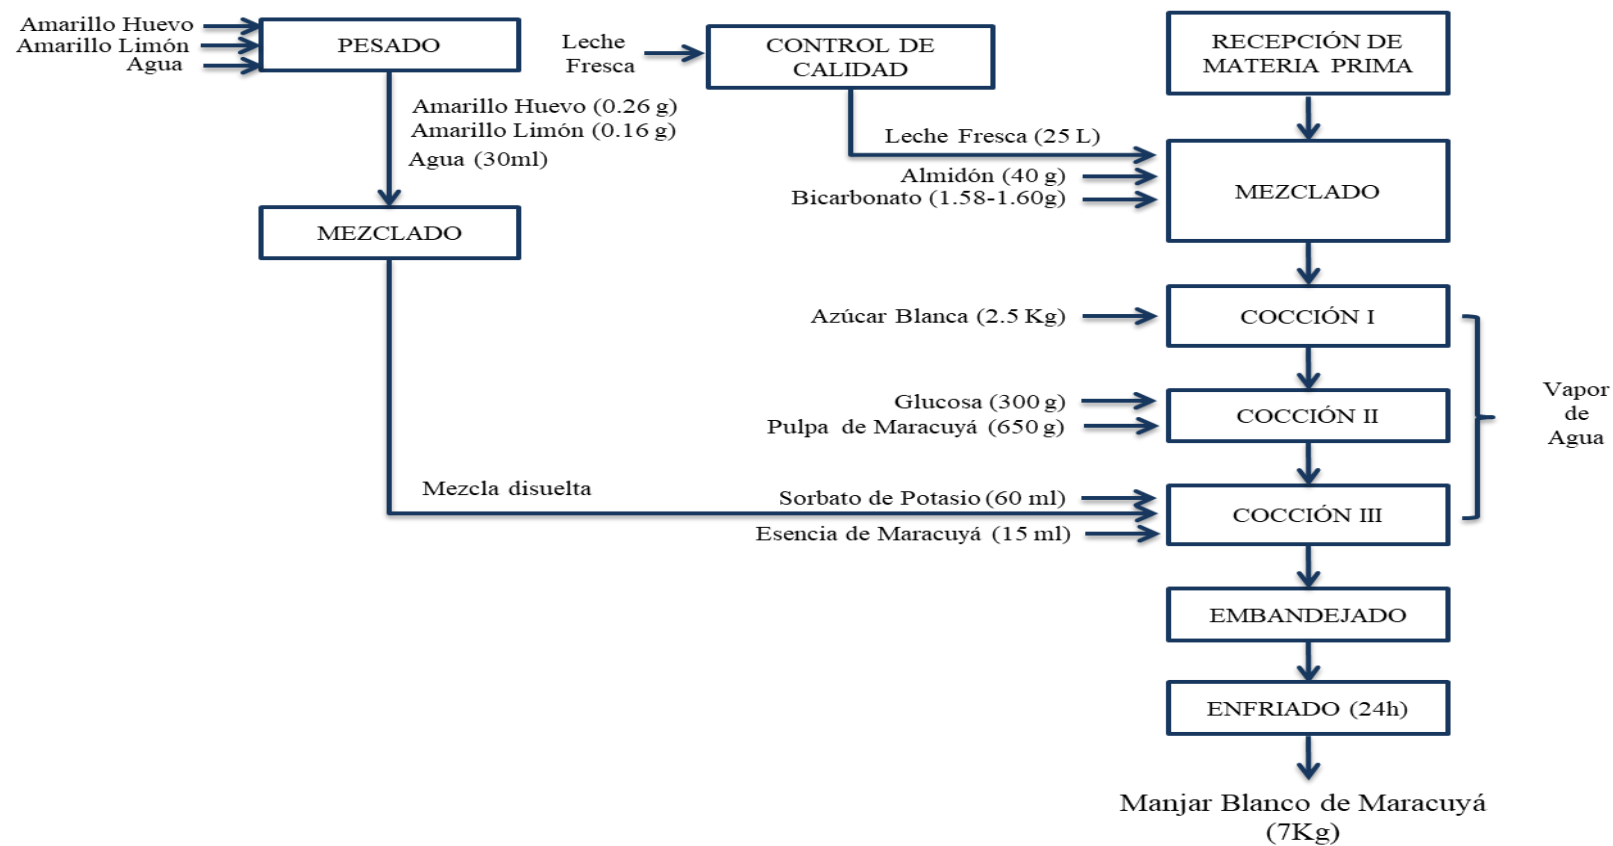 Amarillo Huevo
Amarillo Limón
Agua
PESADO
Amarillo Huevo (0.26 g)
Amarillo Limón (0.16 g)
Agua (30ml)
MEZCLADO
Mezcla disuelta
Leche
Fresca
CONTROL DE
CALIDAD
Leche Fresca (25 L)
Almidón (40 g)
Bicarbonato (1.58-1.60g)
RECEPCIÓN DE
MATERIA PRIMA
MEZCLADO
Azúcar Blanca (2.5 Kg)
COCCIÓN I
Glucosa (300 g)
Pulpa de Maracuyá (650 g)
COCCIÓN II
Sorbato de Potasio (60 ml)
Esencia de Maracuyá (15 ml)
COCCIÓN III
Vapor
de
Agua
EMBANDEJADO
ENFRIADO (24h)
Manjar Blanco de Maracuyá
(7Kg)